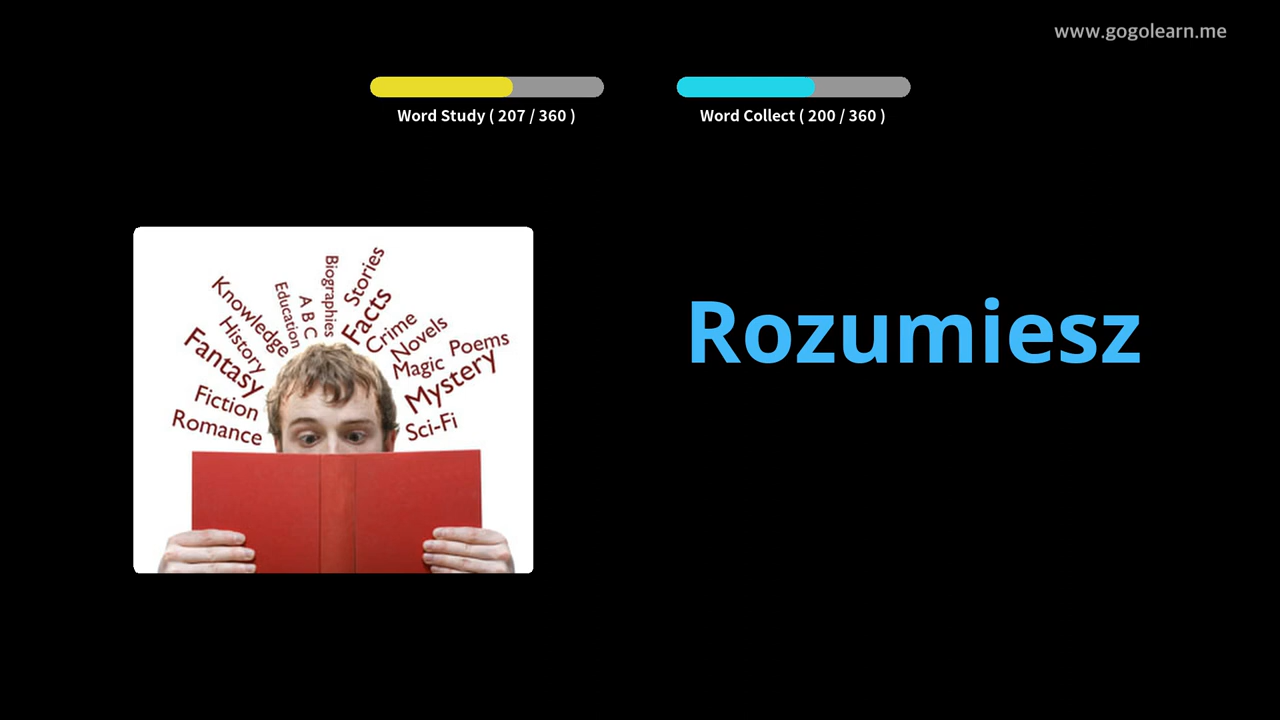 www.gogolearn.me
Word Study ( 207 / 360 )
Word Collect ( 200 / 360 )
Rozumiesz
Knowledge
History
Fantasy
Fiction
Romance
Education
A B C
Biographies
Stories
Facts
Crime
Novels
Magic
Poems
Mystery
Sci-Fi